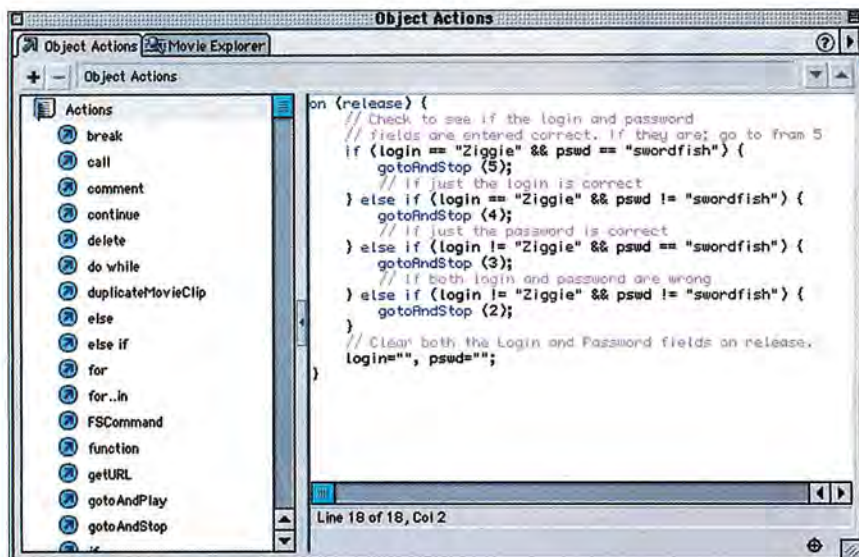 Object Actions
Object Actions
Movie Explorer
?
+ - Object Actions
Actions
break
call
comment
continue
delete
do while
duplicateMovieClip
else
else if
for
for..in
FSCommand
function
getURL
gotoAndPlay
gotoAndStop
if
on (release) {
// Check to see if the login and password
// fields are entered correct. If they are; go to fram 5
if (login == "Ziggie" && pswd == "swordfish") {
gotoAndStop (5);
// If just the login is correct
} else if (login == "Ziggie" && pswd != "swordfish") {
gotoAndStop (4);
// If just the password is correct
} else if (login != "Ziggie" && pswd == "swordfish") {
gotoAndStop (3);
// If both login and password are wrong
} else if (login != "Ziggie" && pswd != "swordfish") {
gotoAndStop (2);
}
// Clear both the Login and Password fields on release.
login="", pswd="";
}
Line 18 of 18, Col 2